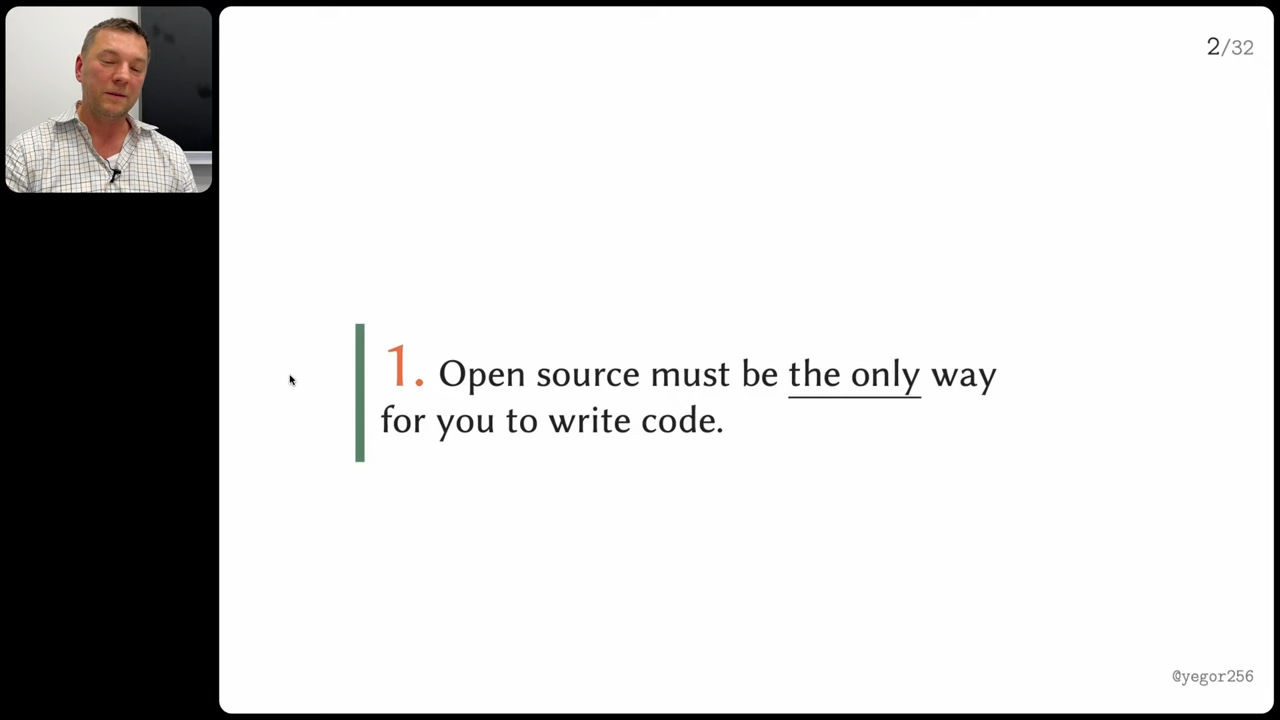 2/32
1. Open source must be the only way
for you to write code.
@yegor256